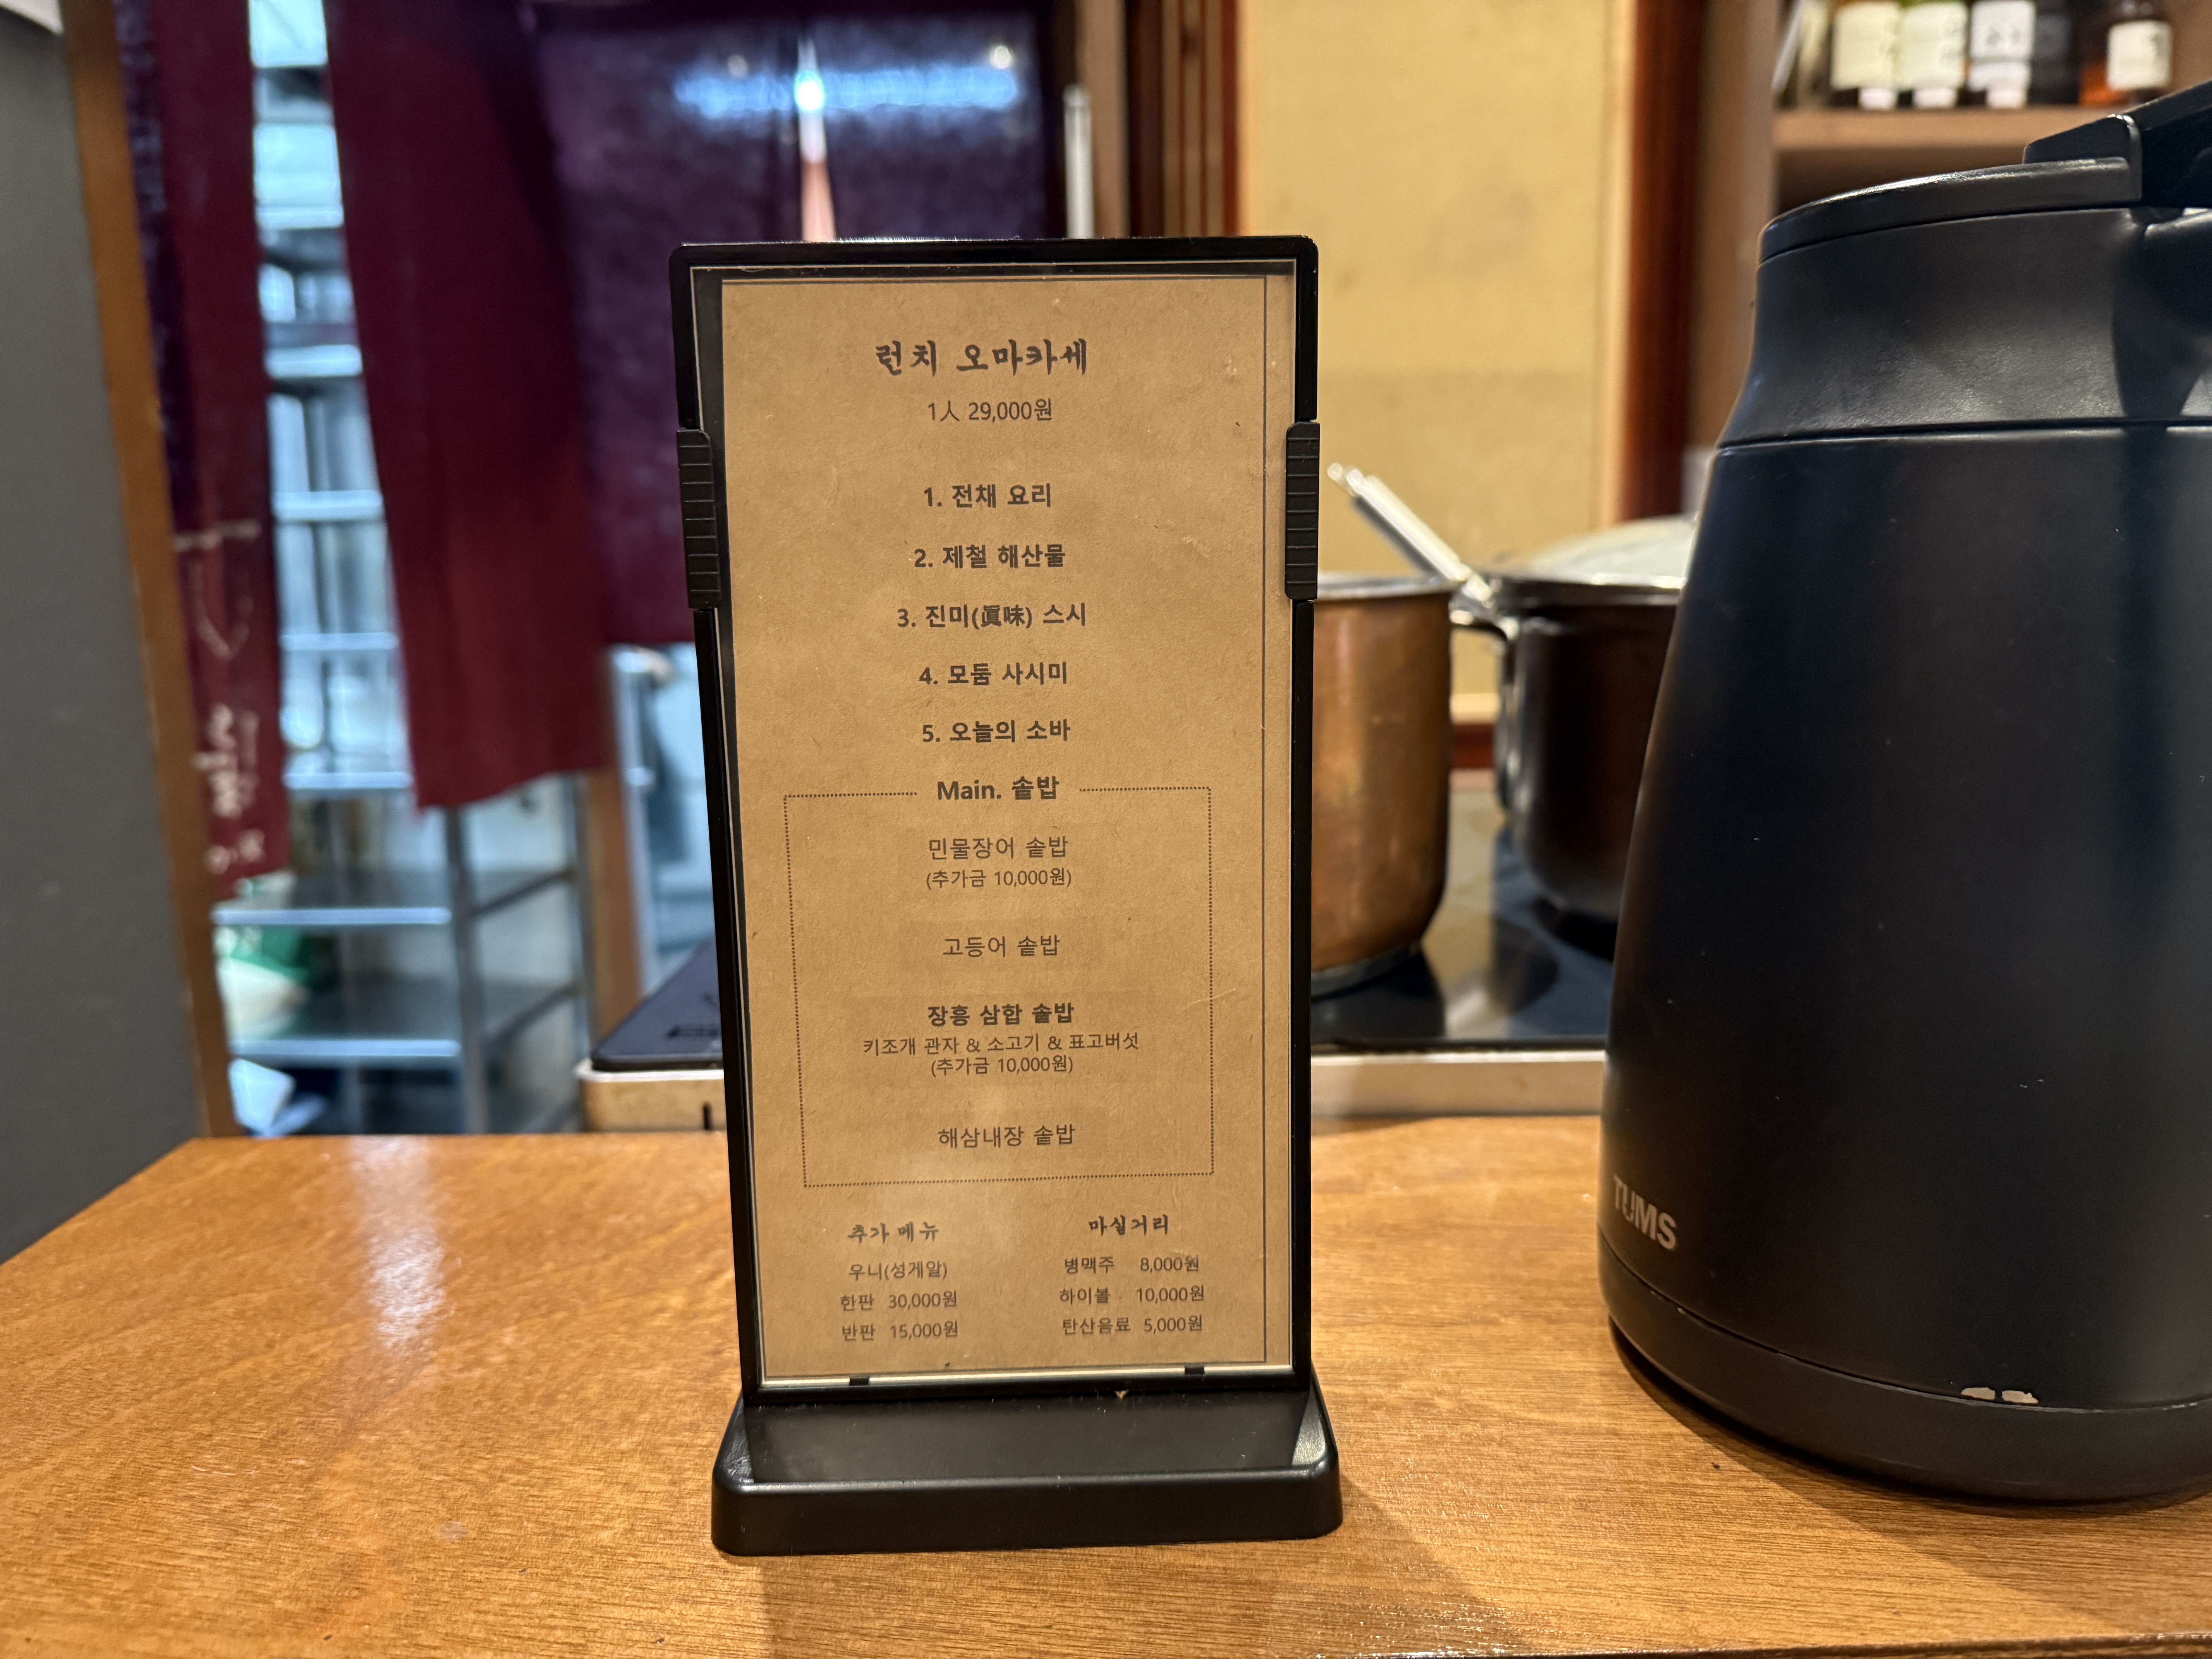 런치 오마카세
1人 29,000원
1. 전채 요리
2. 제철 해산물
3. 진미(眞味) 스시
4. 모둠 사시미
5. 오늘의 소바
Main. 솥밥
민물장어 솥밥
(추가금 10,000원)
고등어 솥밥
장흥 삼합 솥밥
키조개 관자 & 소고기 & 표고버섯
(추가금 10,000원)
해삼내장 솥밥
추가 메뉴
우니(성게알)
한판 30,000원
반판 15,000원
마실거리
병맥주 8,000원
하이볼 10,000원
탄산음료 5,000원
TUMS